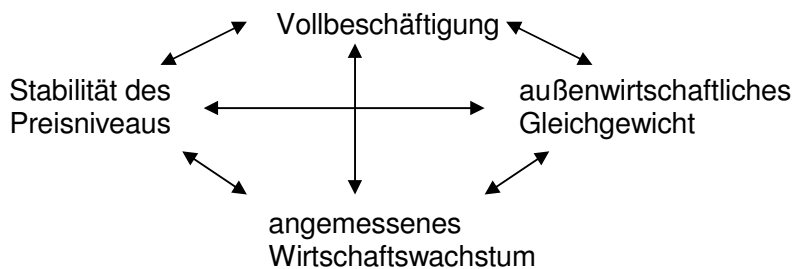 Vollbeschäftigung
Stabilität des
Preisniveaus
außenwirtschaftliches
Gleichgewicht
angemessenes
Wirtschaftswachstum